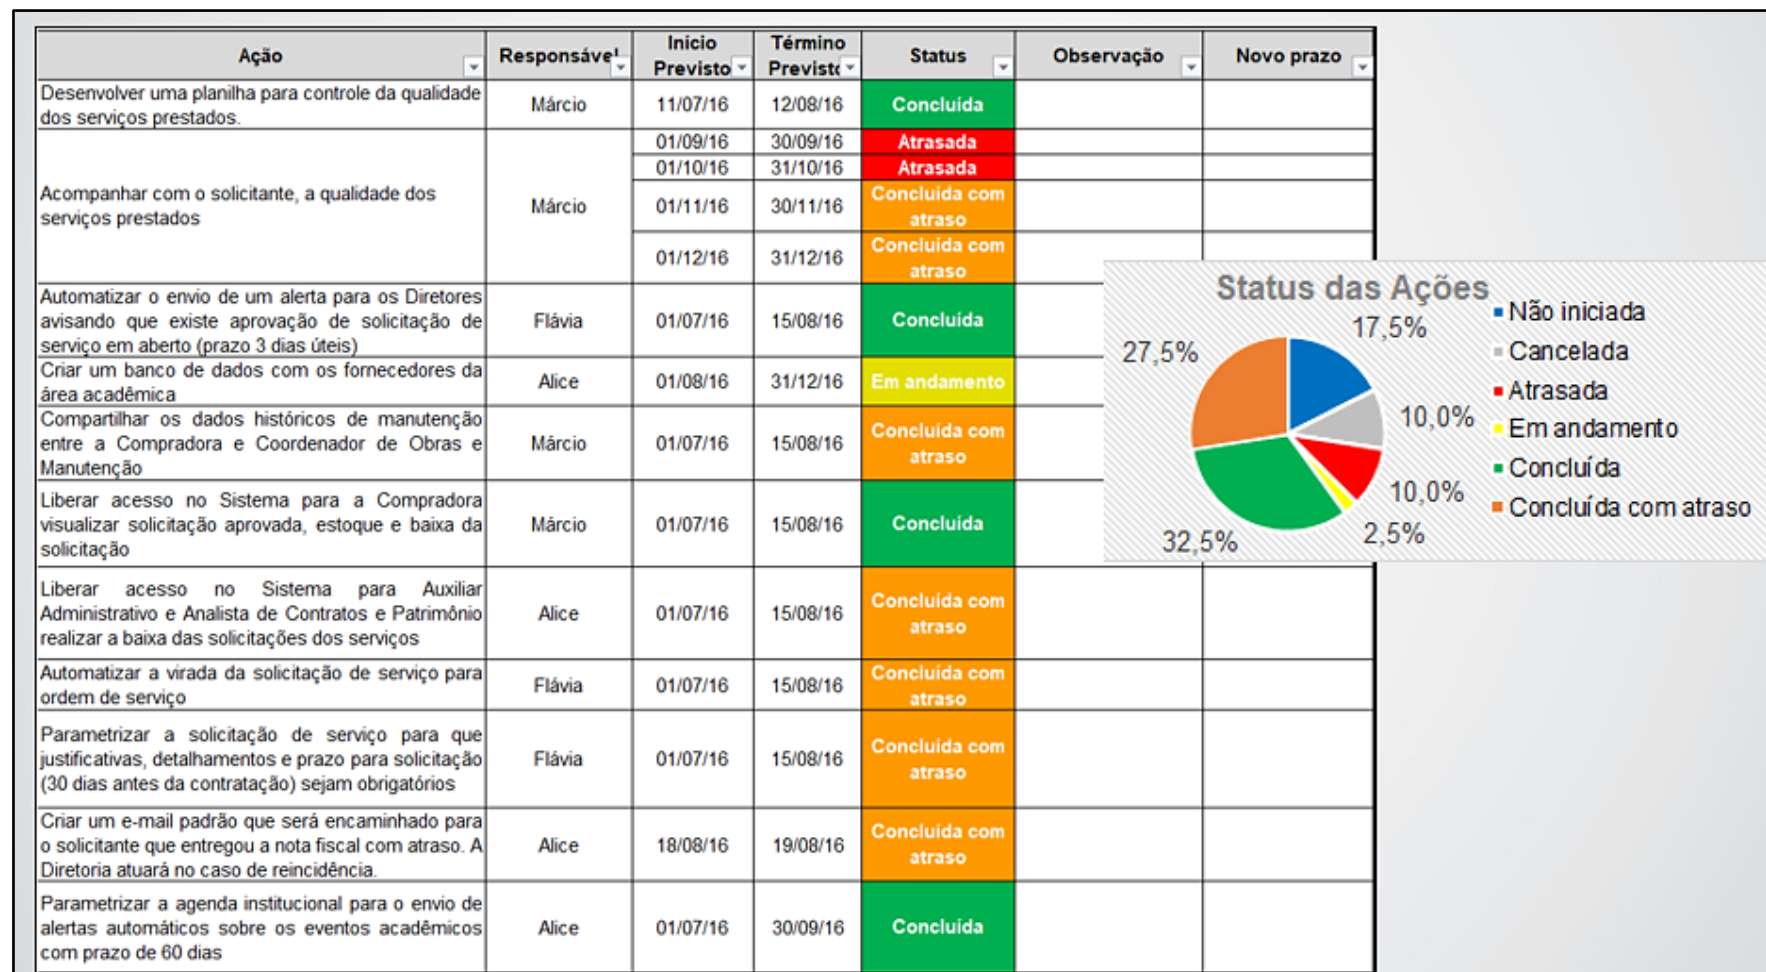 Ação
Responsável
Início
Previsto
Término
Previsto
Status
Observação
Novo prazo
Desenvolver uma planilha para controle da qualidade
dos serviços prestados.
Márcio
11/07/16
12/08/16
Concluída
Acompanhar com o solicitante, a qualidade dos
serviços prestados
Márcio
01/09/16
30/09/16
Atrasada
01/10/16
31/10/16
Atrasada
01/11/16
30/11/16
Concluída com
atraso
01/12/16
31/12/16
Concluída com
atraso
Automatizar o envio de um alerta para os Diretores
avisando que existe aprovação de solicitação de
serviço em aberto (prazo 3 dias úteis)
Flávia
01/07/16
15/08/16
Concluída
Criar um banco de dados com os fornecedores da
área acadêmica
Alice
01/08/16
31/12/16
Em andamento
Compartilhar os dados históricos de manutenção
entre a Compradora e Coordenador de Obras e
Manutenção
Márcio
01/07/16
15/08/16
Concluída com
atraso
Liberar acesso no Sistema para a Compradora
visualizar solicitação aprovada, estoque e baixa da
solicitação
Márcio
01/07/16
15/08/16
Concluída
Liberar acesso no Sistema para Auxiliar
Administrativo e Analista de Contratos e Patrimônio
realizar a baixa das solicitações dos serviços
Alice
01/07/16
15/08/16
Concluída com
atraso
Automatizar a virada da solicitação de serviço para
ordem de serviço
Flávia
01/07/16
15/08/16
Concluída com
atraso
Parametrizar a solicitação de serviço para que
justificativas, detalhamentos e prazo para solicitação
(30 dias antes da contratação) sejam obrigatórios
Flávia
01/07/16
15/08/16
Concluída com
atraso
Criar um e-mail padrão que será encaminhado para
o solicitante que entregou a nota fiscal com atraso. A
Diretoria atuará no caso de reincidência.
Alice
18/08/16
19/08/16
Concluída com
atraso
Parametrizar a agenda institucional para o envio de
alertas automáticos sobre os eventos acadêmicos
com prazo de 60 dias
Alice
01/07/16
30/09/16
Concluída
Status das Ações
17,5%
10,0%
10,0%
2,5%
32,5%
27,5%
Não iniciada
Cancelada
Atrasada
Em andamento
Concluída
Concluída com atraso